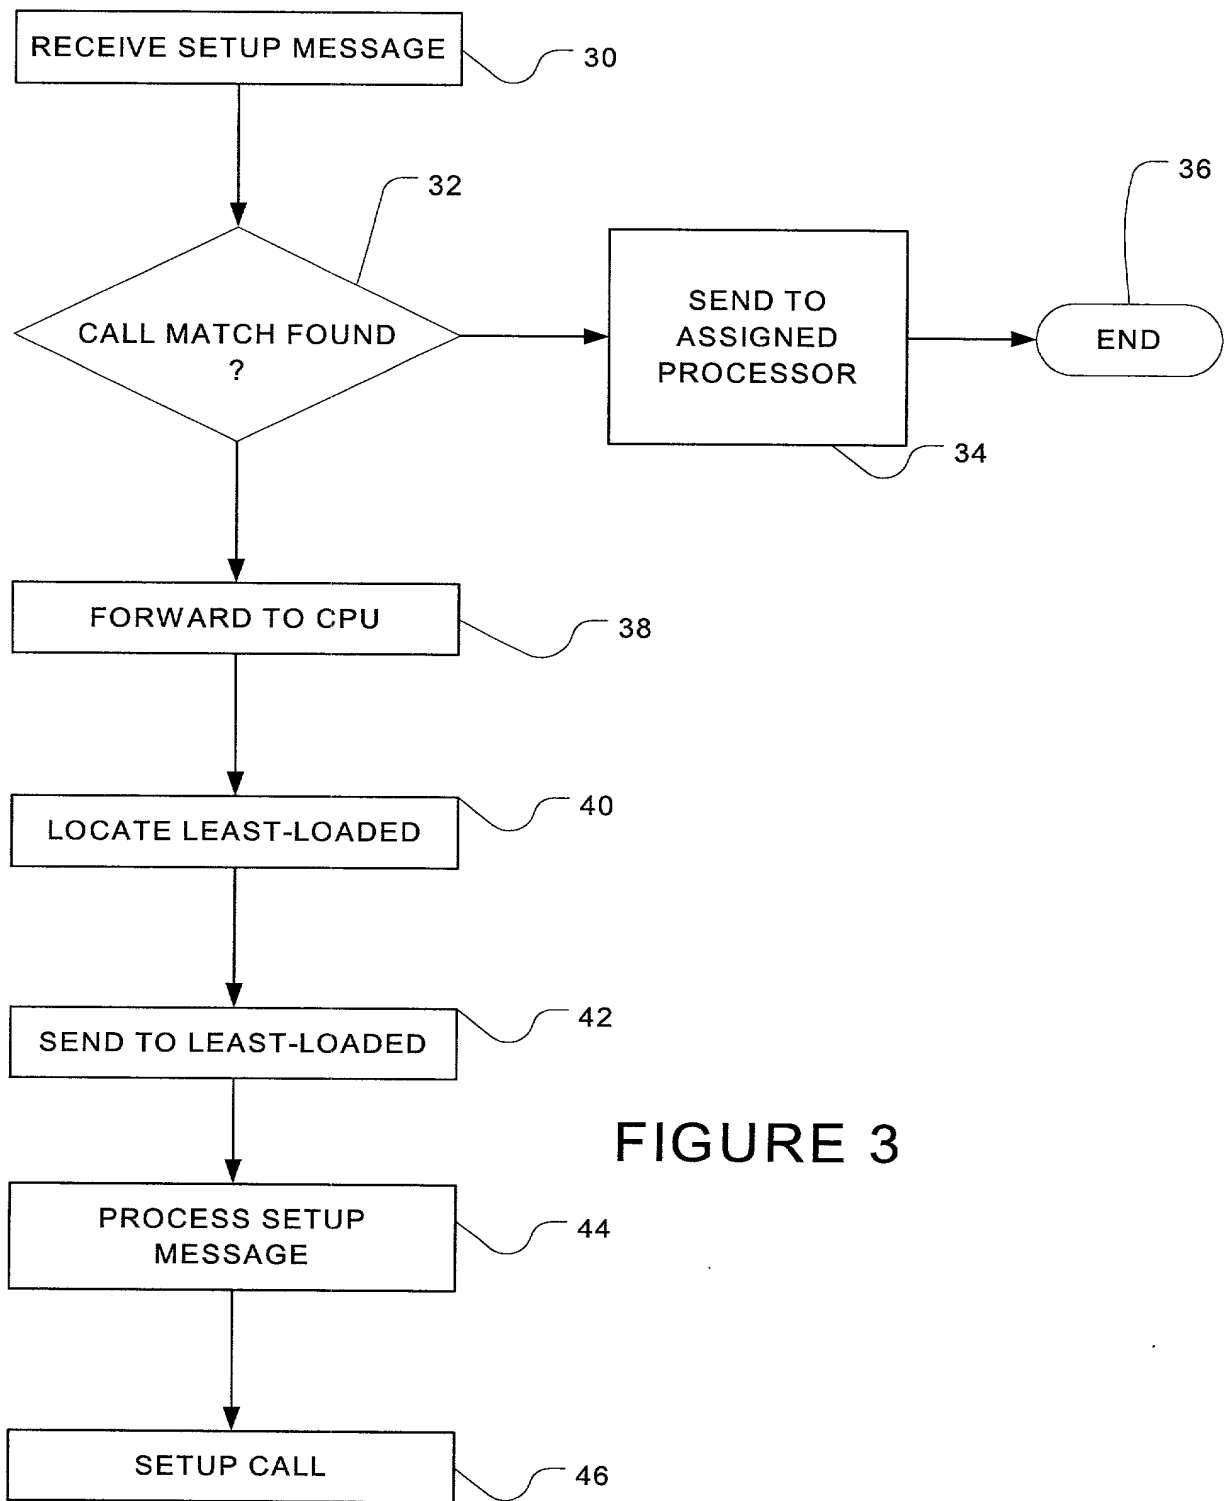 RECEIVE SETUP MESSAGE
30
32
36
CALL MATCH FOUND
?
SEND TO
ASSIGNED
PROCESSOR
END
34
FORWARD TO CPU
38
LOCATE LEAST-LOADED
40
SEND TO LEAST-LOADED
42
FIGURE 3
PROCESS SETUP
MESSAGE
44
SETUP CALL
46